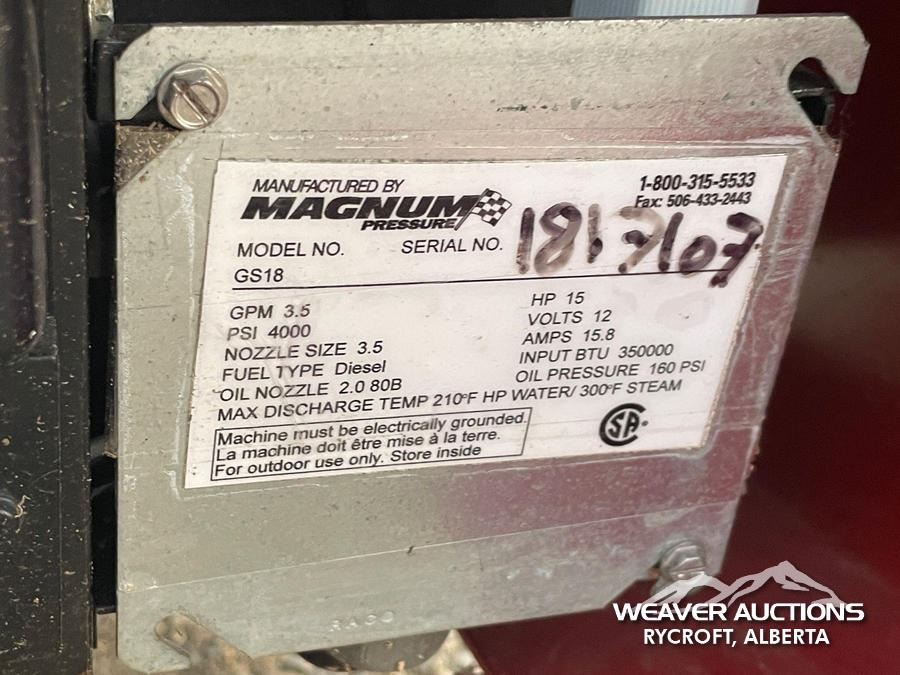 MANUFACTURED BY
MAGNUM
PRESSURE
1-800-315-5533
Fax: 506-433-2443
MODEL NO. SERIAL NO. 1813107
GS18
GPM 3.5
PSI 4000
NOZZLE SIZE 3.5
FUEL TYPE Diesel
OIL NOZZLE 2.0 80B
HP 15
VOLTS 12
AMPS 15.8
INPUT BTU 350000
OIL PRESSURE 160 PSI
MAX DISCHARGE TEMP 210°F HP WATER/ 300°F STEAM
Machine must be electrically grounded.
La machine doit être mise à la terre.
For outdoor use only. Store inside
CSA
RACO
WEAVER AUCTIONS
RYCROFT, ALBERTA